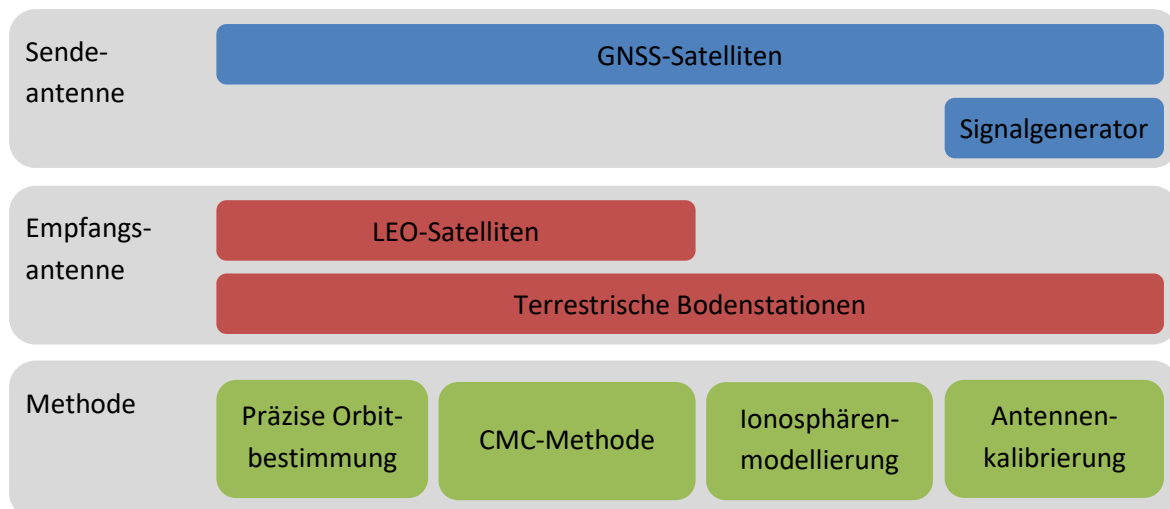 Sende-
antenne
GNSS-Satelliten
Signalgenerator
Empfangs-
antenne
LEO-Satelliten
Terrestrische Bodenstationen
Methode
Präzise Orbit-
bestimmung
CMC-Methode
Ionosphären-
modellierung
Antennen-
kalibrierung